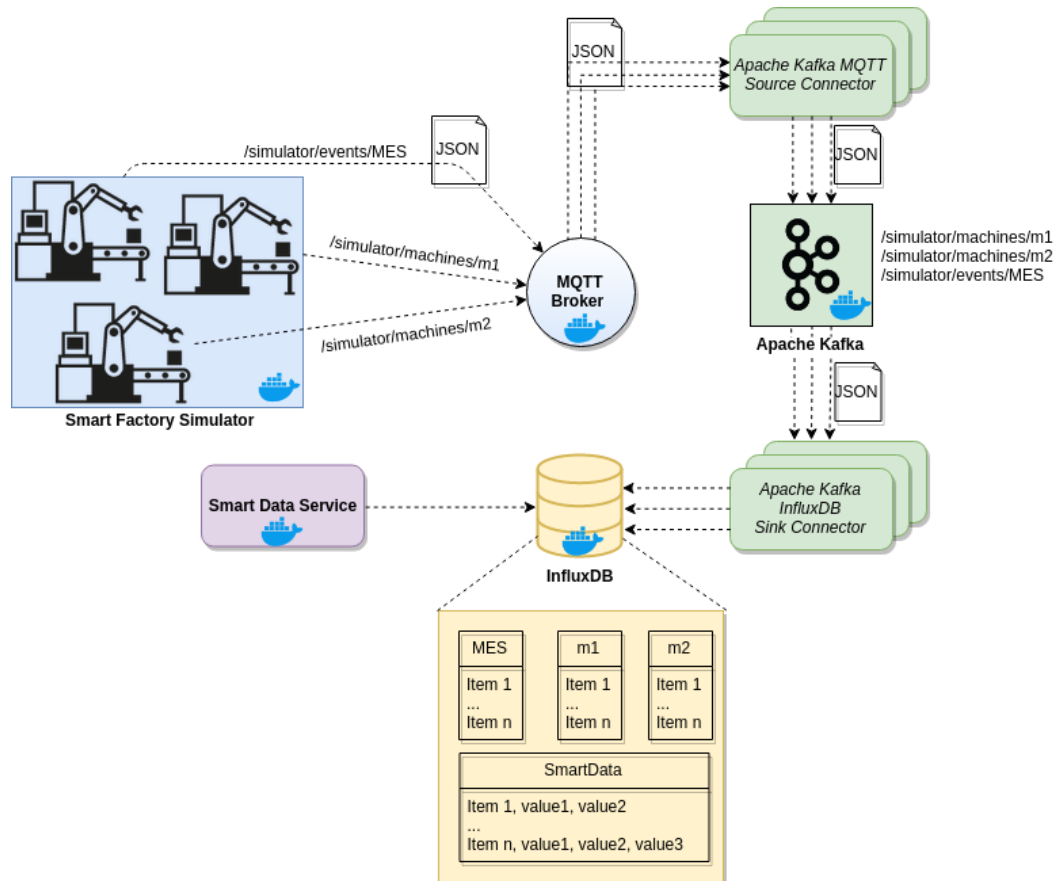 JSON
Apache Kafka MQTT
Source Connector
/simulator/events/MES
JSON
JSON
/simulator/machines/m1
/simulator/machines/m2
MQTT
Broker
Smart Factory Simulator
/simulator/machines/m1
/simulator/machines/m2
/simulator/events/MES
Apache Kafka
JSON
Smart Data Service
InfluxDB
Apache Kafka
InfluxDB
Sink Connector
MES
Item 1
...
Item n
m1
Item 1
...
Item n
m2
Item 1
...
Item n
SmartData
Item 1, value1, value2
...
Item n, value1, value2, value3